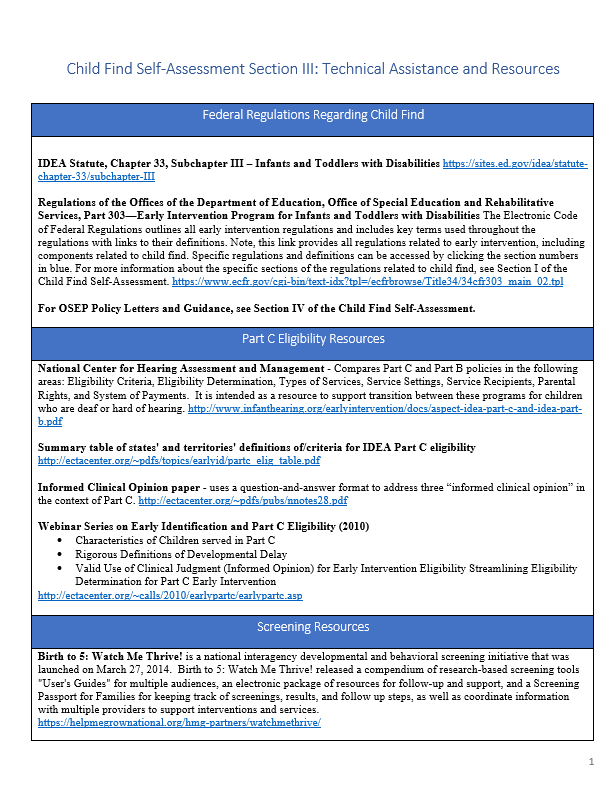 Child Find Self-Assessment Section III: Technical Assistance and Resources
Federal Regulations Regarding Child Find
IDEA Statute, Chapter 33, Subchapter III – Infants and Toddlers with Disabilities https://sites.ed.gov/idea/statute-
chapter-33/subchapter-III
Regulations of the Offices of the Department of Education, Office of Special Education and Rehabilitative
Services, Part 303—Early Intervention Program for Infants and Toddlers with Disabilities The Electronic Code
of Federal Regulations outlines all early intervention regulations and includes key terms used throughout the
regulations with links to their definitions. Note, this link provides all regulations related to early intervention, including
components related to child find. Specific regulations and definitions can be accessed by clicking the section numbers
in blue. For more information about the specific sections of the regulations related to child find, see Section I of the
Child Find Self-Assessment. https://www.ecfr.gov/cgi-bin/text-idx?tpl=/ecfrbrowse/Title34/34cfr303_main_02.tpl
For OSEP Policy Letters and Guidance, see Section IV of the Child Find Self-Assessment.
Part C Eligibility Resources
National Center for Hearing Assessment and Management - Compares Part C and Part B policies in the following
areas: Eligibility Criteria, Eligibility Determination, Types of Services, Service Settings, Service Recipients, Parental
Rights, and System of Payments.  It is intended as a resource to support transition between these programs for children
who are deaf or hard of hearing. http://www.infanthearing.org/earlyintervention/docs/aspect-idea-part-c-and-idea-part-
b.pdf
Summary table of states' and territories' definitions of/criteria for IDEA Part C eligibility
http://ectacenter.org/~pdfs/topics/earlyid/partc_elig_table.pdf
Informed Clinical Opinion paper - uses a question-and-answer format to address three “informed clinical opinion” in
the context of Part C. http://ectacenter.org/~pdfs/pubs/nnotes28.pdf
Webinar Series on Early Identification and Part C Eligibility (2010)
• Characteristics of Children served in Part C
• Rigorous Definitions of Developmental Delay
• Valid Use of Clinical Judgment (Informed Opinion) for Early Intervention Eligibility Streamlining Eligibility
Determination for Part C Early Intervention
http://ectacenter.org/~calls/2010/earlypartc/earlypartc.asp
Screening Resources
Birth to 5: Watch Me Thrive! is a national interagency developmental and behavioral screening initiative that was
launched on March 27, 2014.  Birth to 5: Watch Me Thrive! released a compendium of research-based screening tools
"User's Guides" for multiple audiences, an electronic package of resources for follow-up and support, and a Screening
Passport for Families for keeping track of screenings, results, and follow up steps, as well as coordinate information
with multiple providers to support interventions and services.
https://helpmegrownational.org/hmg-partners/watchmethrive/
1